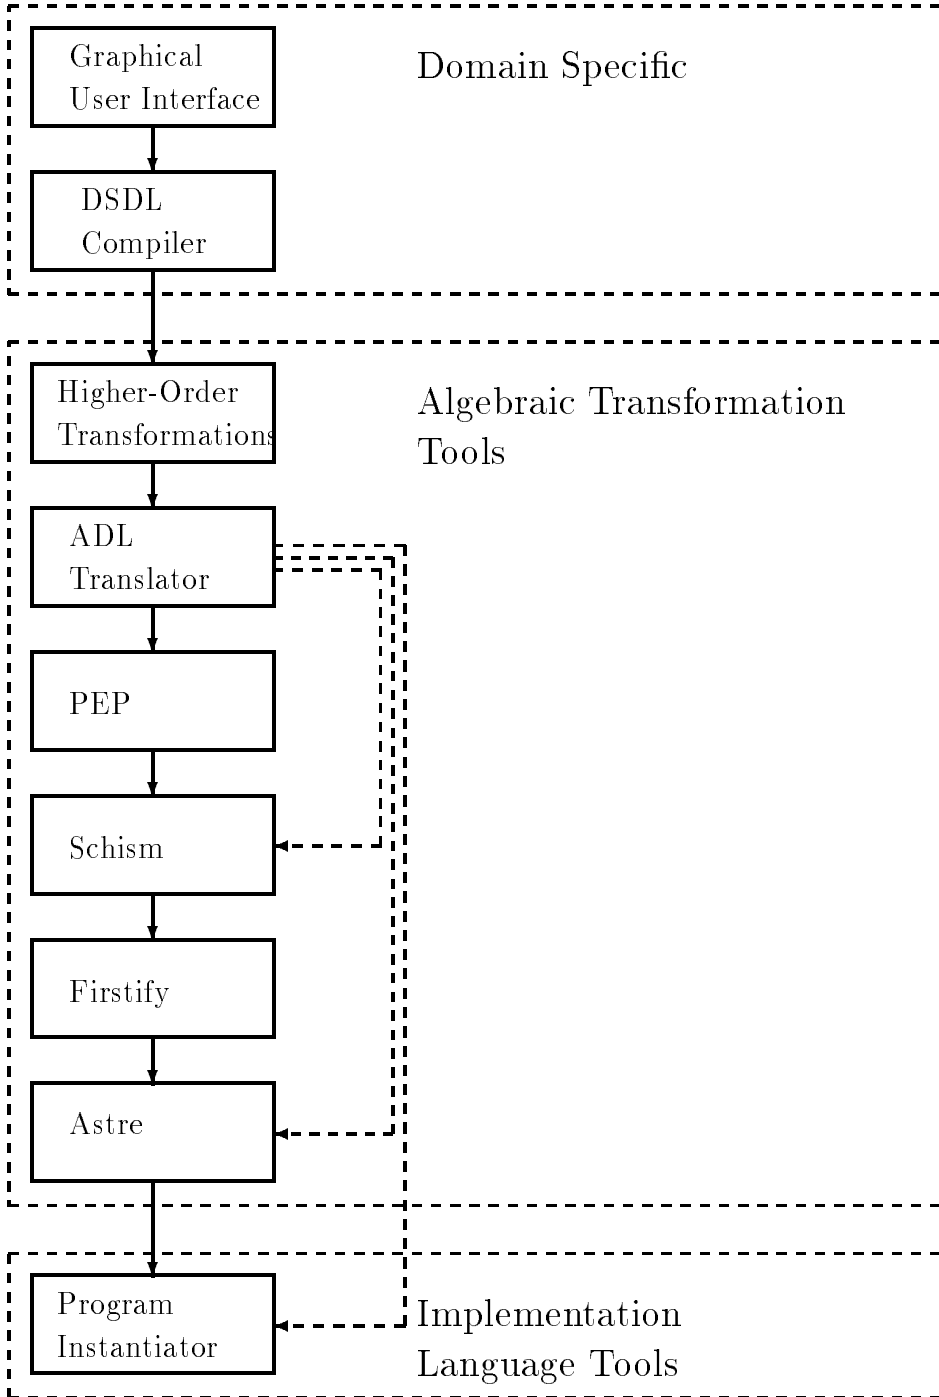 Graphical
User Interface
Domain Specific
DSDL
Compiler
Higher-Order
Transformations
Algebraic Transformation
Tools
ADL
Translator
PEP
Schism
Firstify
Astre
Program
Instantiator
Implementation
Language Tools